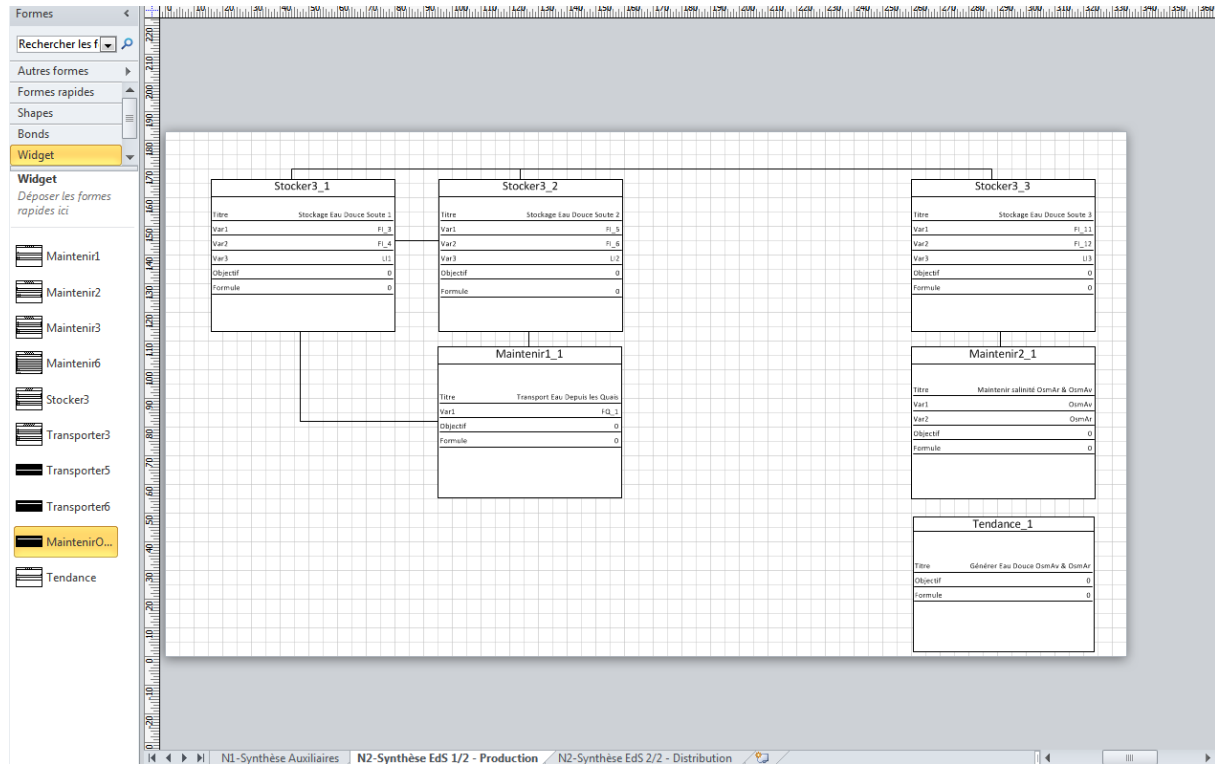 Formes
Rechercher les f
Autres formes
Formes rapides
Shapes
Bonds
Widget
Widget
Déposer les formes
rapides ici
Maintenir1
Maintenir2
Maintenir3
Maintenir6
Stocker3
Transporter3
Transporter5
Transporter6
MaintenirO...
Tendance
Stocker3_1
Titre Stockage Eau Douce Soute 1
Var1 FI_3
Var2 FI_4
Var3 LI1
Objectif 0
Formule 0
Stocker3_2
Titre Stockage Eau Douce Soute 2
Var1 FI_5
Var2 FI_6
Var3 LI2
Objectif 0
Formule 0
Stocker3_3
Titre Stockage Eau Douce Soute 3
Var1 FI_11
Var2 FI_12
Var3 LI3
Objectif 0
Formule 0
Maintenir1_1
Titre Transport Eau Depuis les Quais
Var1 FQ_1
Objectif 0
Formule 0
Maintenir2_1
Titre Maintenir salinité OsmAr & OsmAv
Var1 OsmAv
Var2 OsmAr
Objectif 0
Formule 0
Tendance_1
Titre Générer Eau Douce OsmAv & OsmAr
Objectif 0
Formule 0
N1-Synthèse Auxiliaires N2-Synthèse EdS 1/2 - Production N2-Synthèse EdS 2/2 - Distribution